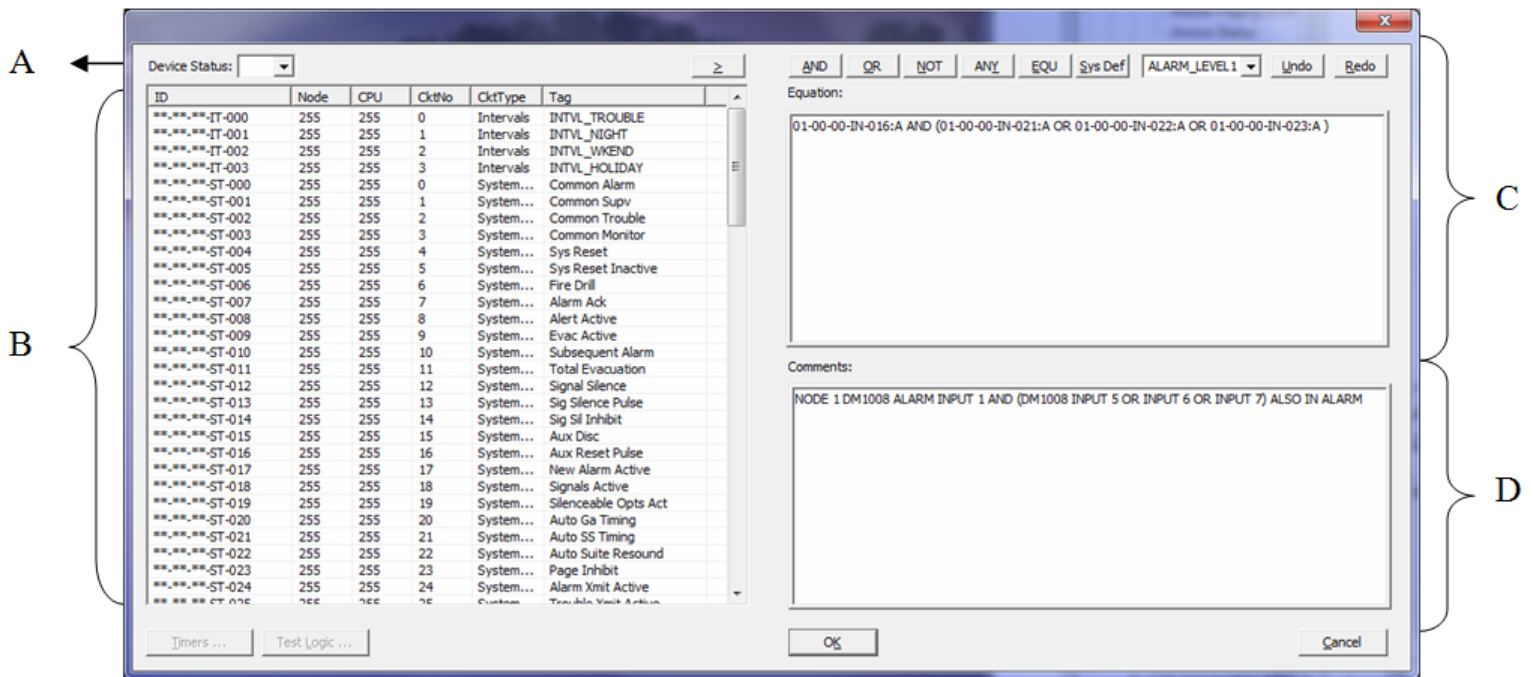 A
Device Status:
>
AND OR NOT ANY EQU Sys Def ALARM_LEVEL1 Undo Redo
ID Node CPU CktNo CktType Tag
**-**-**-IT-000 255 255 0 Intervals INTVL_TROUBLE
**-**-**-IT-001 255 255 1 Intervals INTVL_NIGHT
**-**-**-IT-002 255 255 2 Intervals INTVL_WKEND
**-**-**-IT-003 255 255 3 Intervals INTVL_HOLIDAY
**-**-**-ST-000 255 255 0 System... Common Alarm
**-**-**-ST-001 255 255 1 System... Common Supv
**-**-**-ST-002 255 255 2 System... Common Trouble
**-**-**-ST-003 255 255 3 System... Common Monitor
**-**-**-ST-004 255 255 4 System... Sys Reset
**-**-**-ST-005 255 255 5 System... Sys Reset Inactive
**-**-**-ST-006 255 255 6 System... Fire Drill
**-**-**-ST-007 255 255 7 System... Alarm Ack
**-**-**-ST-008 255 255 8 System... Alert Active
**-**-**-ST-009 255 255 9 System... Evac Active
**-**-**-ST-010 255 255 10 System... Subsequent Alarm
**-**-**-ST-011 255 255 11 System... Total Evacuation
**-**-**-ST-012 255 255 12 System... Signal Silence
**-**-**-ST-013 255 255 13 System... Sig Silence Pulse
**-**-**-ST-014 255 255 14 System... Sig Sil Inhibit
**-**-**-ST-015 255 255 15 System... Aux Disc
**-**-**-ST-016 255 255 16 System... Aux Reset Pulse
**-**-**-ST-017 255 255 17 System... New Alarm Active
**-**-**-ST-018 255 255 18 System... Signals Active
**-**-**-ST-019 255 255 19 System... Silenceable Opts Act
**-**-**-ST-020 255 255 20 System... Auto Ga Timing
**-**-**-ST-021 255 255 21 System... Auto SS Timing
**-**-**-ST-022 255 255 22 System... Auto Suite Resound
**-**-**-ST-023 255 255 23 System... Page Inhibit
**-**-**-ST-024 255 255 24 System... Alarm Xmit Active
**-**-**-ST-025 255 255 25 System... Trouble Xmit Active
B
Equation:
01-00-00-IN-016:A AND (01-00-00-IN-021:A OR 01-00-00-IN-022:A OR 01-00-00-IN-023:A )
C
Comments:
NODE 1 DM1008 ALARM INPUT 1 AND (DM1008 INPUT 5 OR INPUT 6 OR INPUT 7) ALSO IN ALARM
D
Timers ... Test Logic ... OK Cancel